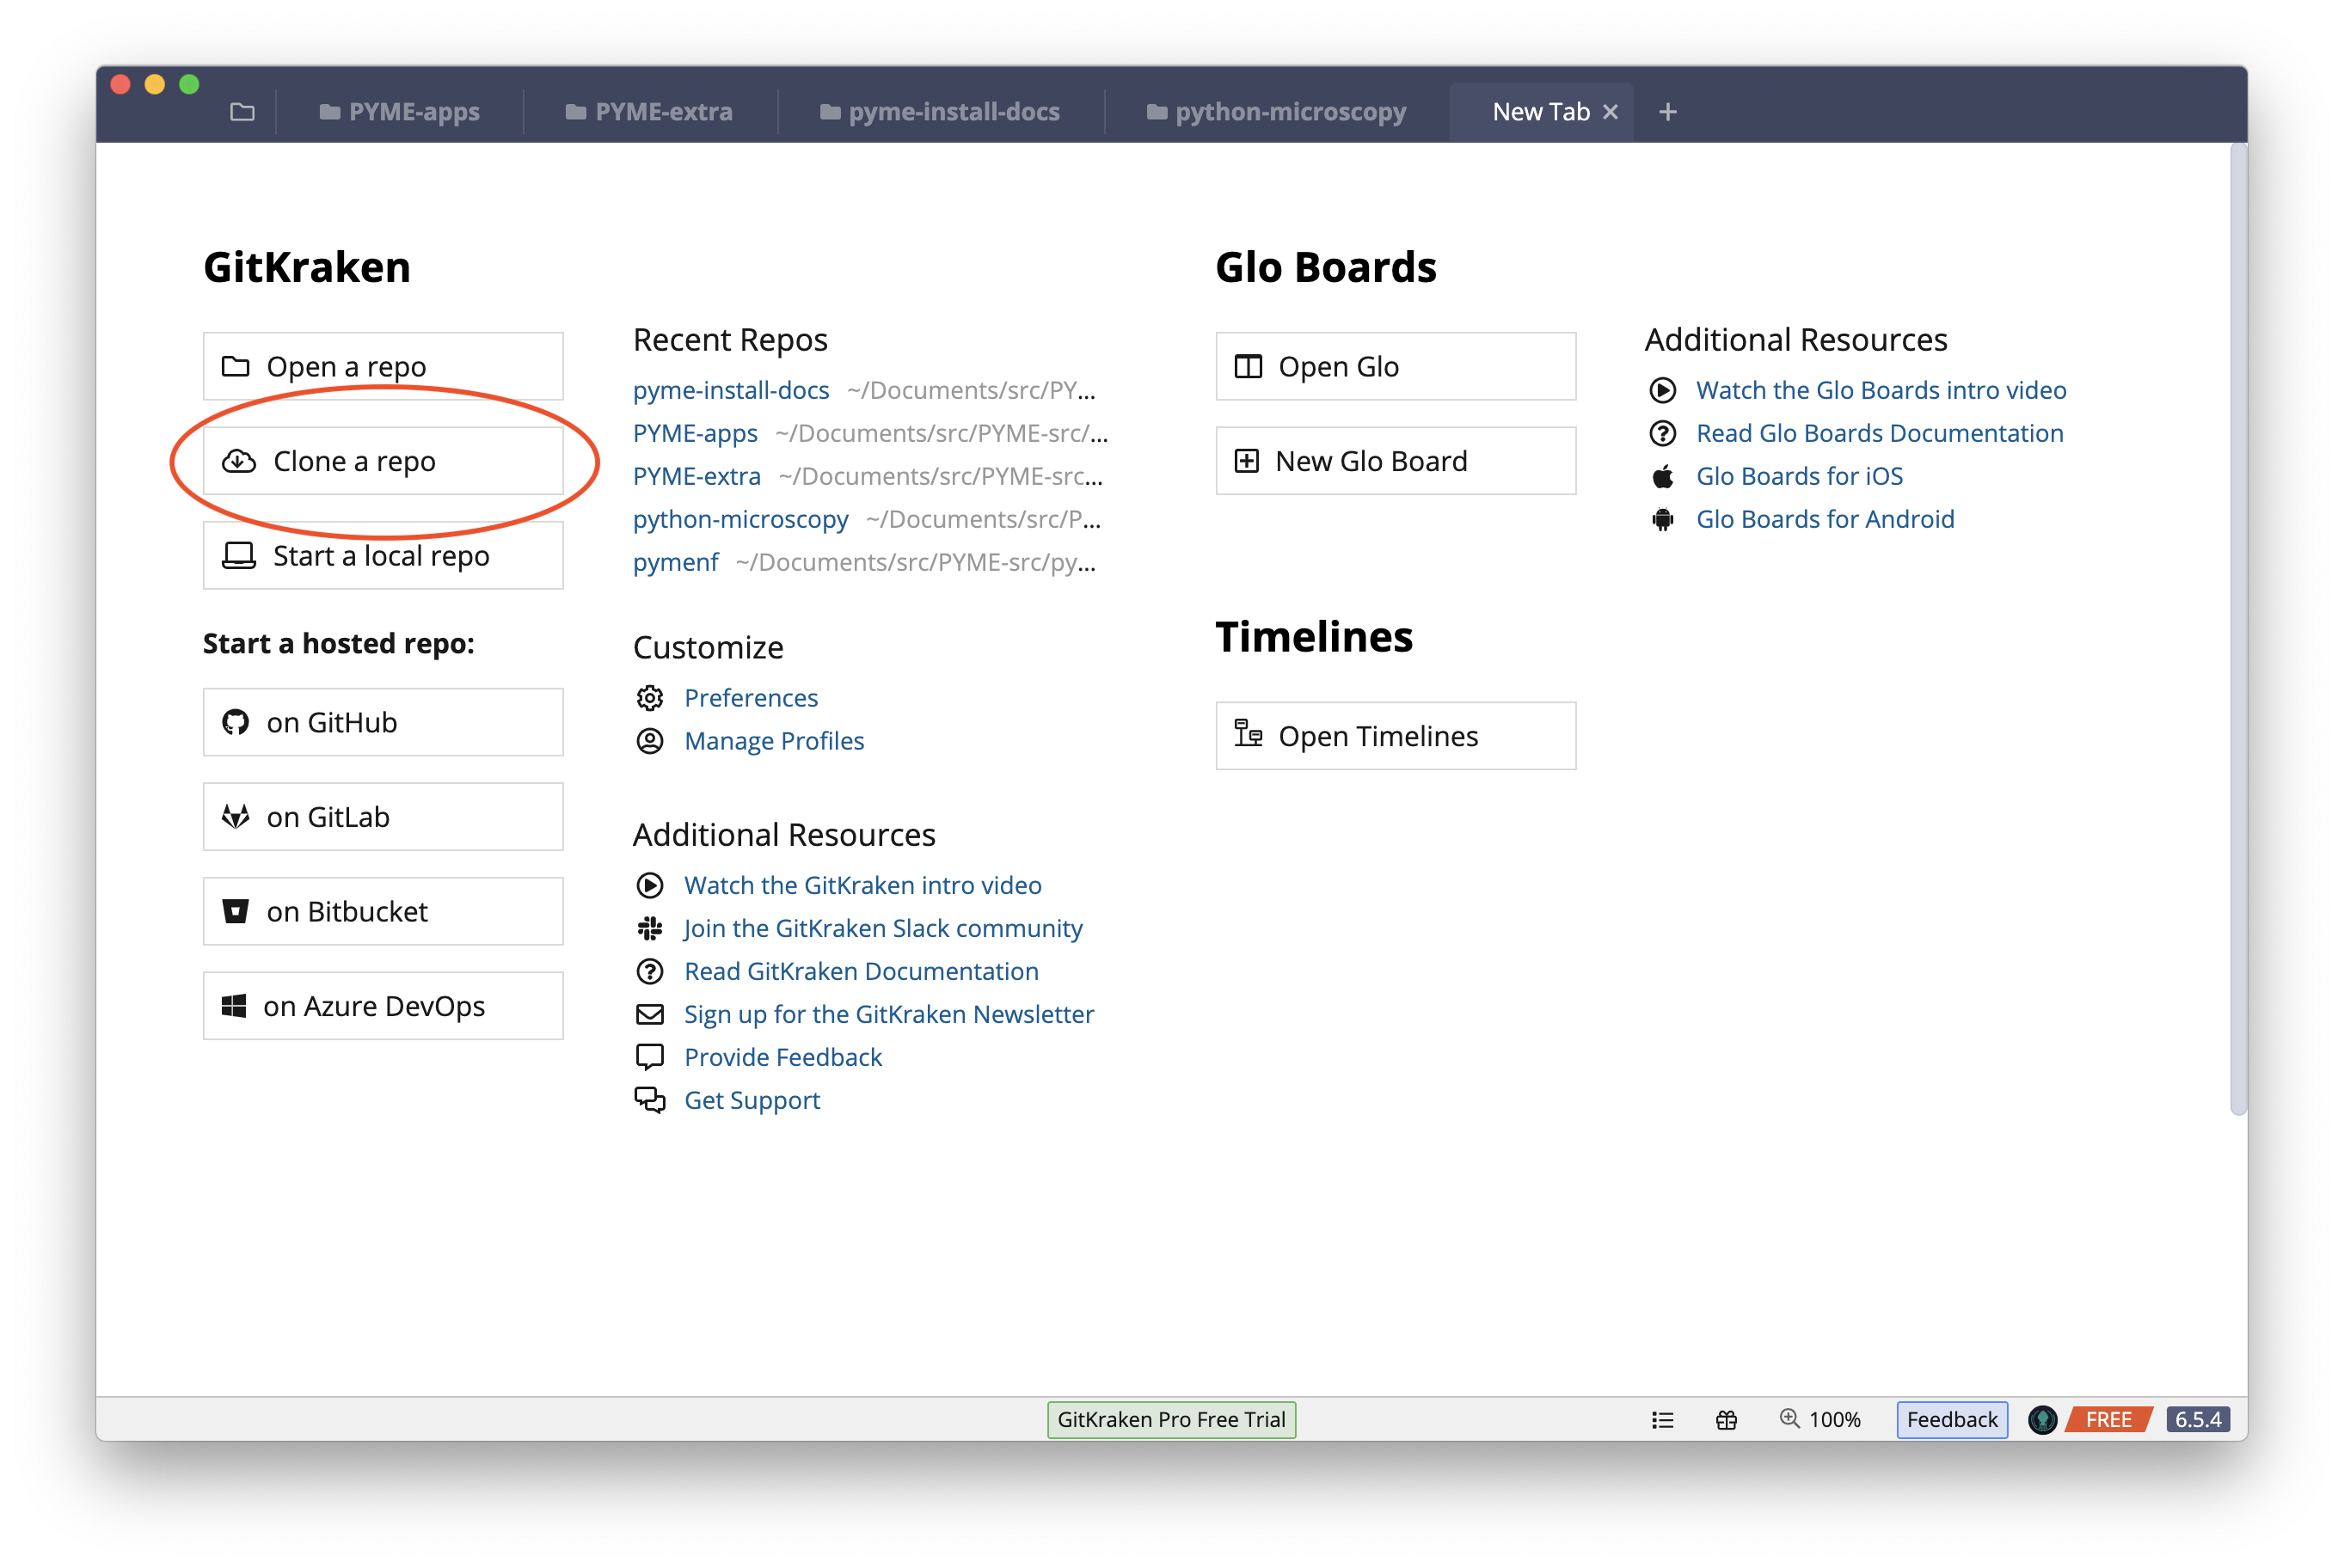 PYME-apps
PYME-extra
pyme-install-docs
python-microscopy
New Tab
GitKraken
Open a repo
Clone a repo
Start a local repo
Start a hosted repo:
on GitHub
on GitLab
on Bitbucket
on Azure DevOps
Recent Repos
pyme-install-docs ~/Documents/src/PY...
PYME-apps ~/Documents/src/PYME-src/...
PYME-extra ~/Documents/src/PYME-src...
python-microscopy ~/Documents/src/P...
pymenf ~/Documents/src/PYME-src/py...
Customize
Preferences
Manage Profiles
Additional Resources
Watch the GitKraken intro video
Join the GitKraken Slack community
Read GitKraken Documentation
Sign up for the GitKraken Newsletter
Provide Feedback
Get Support
Glo Boards
Open Glo
New Glo Board
Additional Resources
Watch the Glo Boards intro video
Read Glo Boards Documentation
Glo Boards for iOS
Glo Boards for Android
Timelines
Open Timelines
GitKraken Pro Free Trial
100%
Feedback
FREE
6.5.4